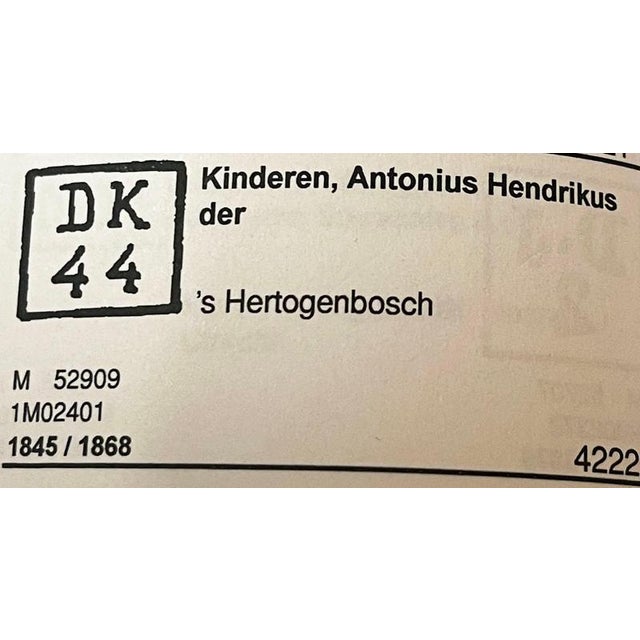 DK
44
Kinderen, Antonius Hendrikus
der
's Hertogenbosch
M 52909
1M02401
1845 / 1868
4222